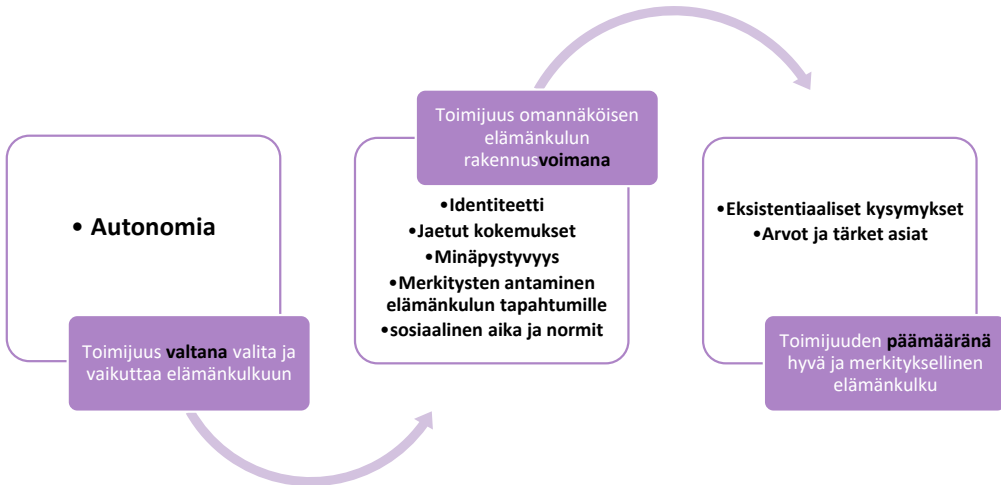 • Autonomia
Toimijuus valtana valita ja
vaikuttaa elämänkulkuun
Toimijuus omannäköisen
elämänkulun
rakennusvoimana
•Identiteetti
•Jaetut kokemukset
•Minäpystyvyys
•Merkitysten antaminen
elämänkulun tapahtumille
•sosiaalinen aika ja normit
•Eksistentiaaliset kysymykset
•Arvot ja tärket asiat
Toimijuuden päämääränä
hyvä ja merkityksellinen
elämänkulku